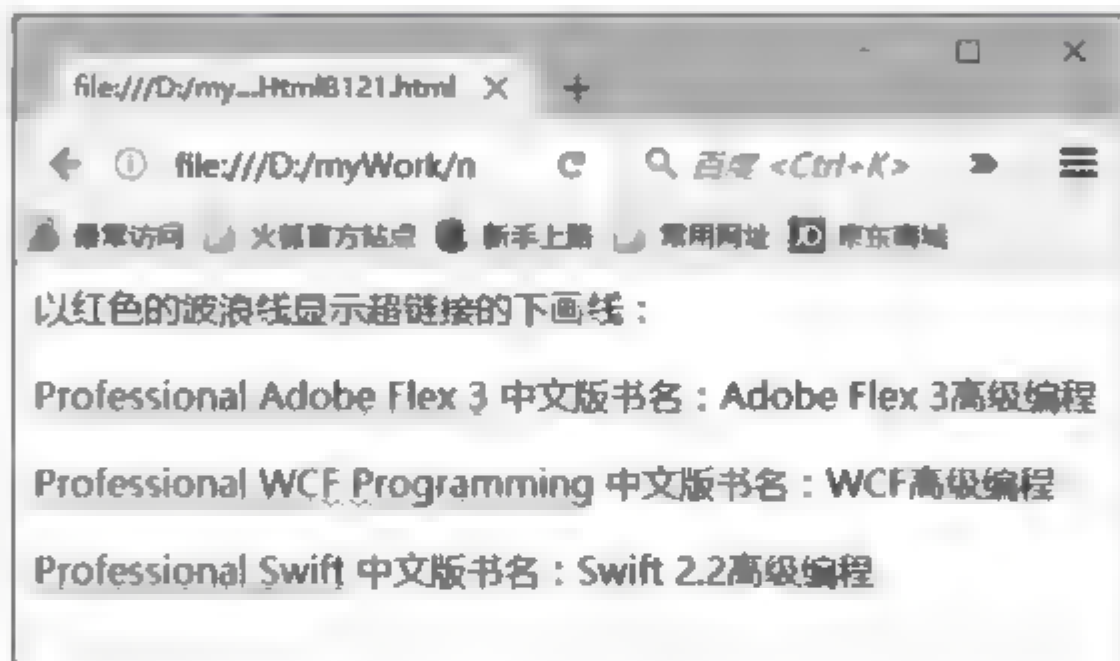 file:///D:/my...HtmlB121.html
file:///D:/myWork/n 百度 <Ctrl+K>
最常访问 火狐官方站点 新手上路 常用网址 JD 京东商城
以红色的波浪线显示超链接的下画线：
Professional Adobe Flex 3 中文版书名：Adobe Flex 3高级编程
Professional WCF Programming 中文版书名：WCF高级编程
Professional Swift 中文版书名：Swift 2.2高级编程